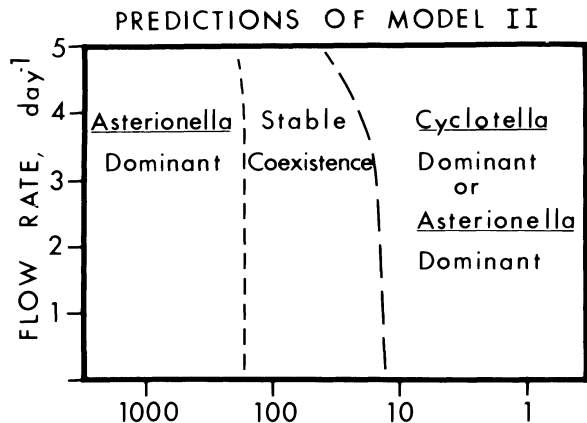 PREDICTIONS OF MODEL II
FLOW RATE, day-1
5
4
3
2
1
Asterionella
Dominant
Stable
Coexistence
Cyclotella
Dominant
or
Asterionella
Dominant
1000 100 10 1